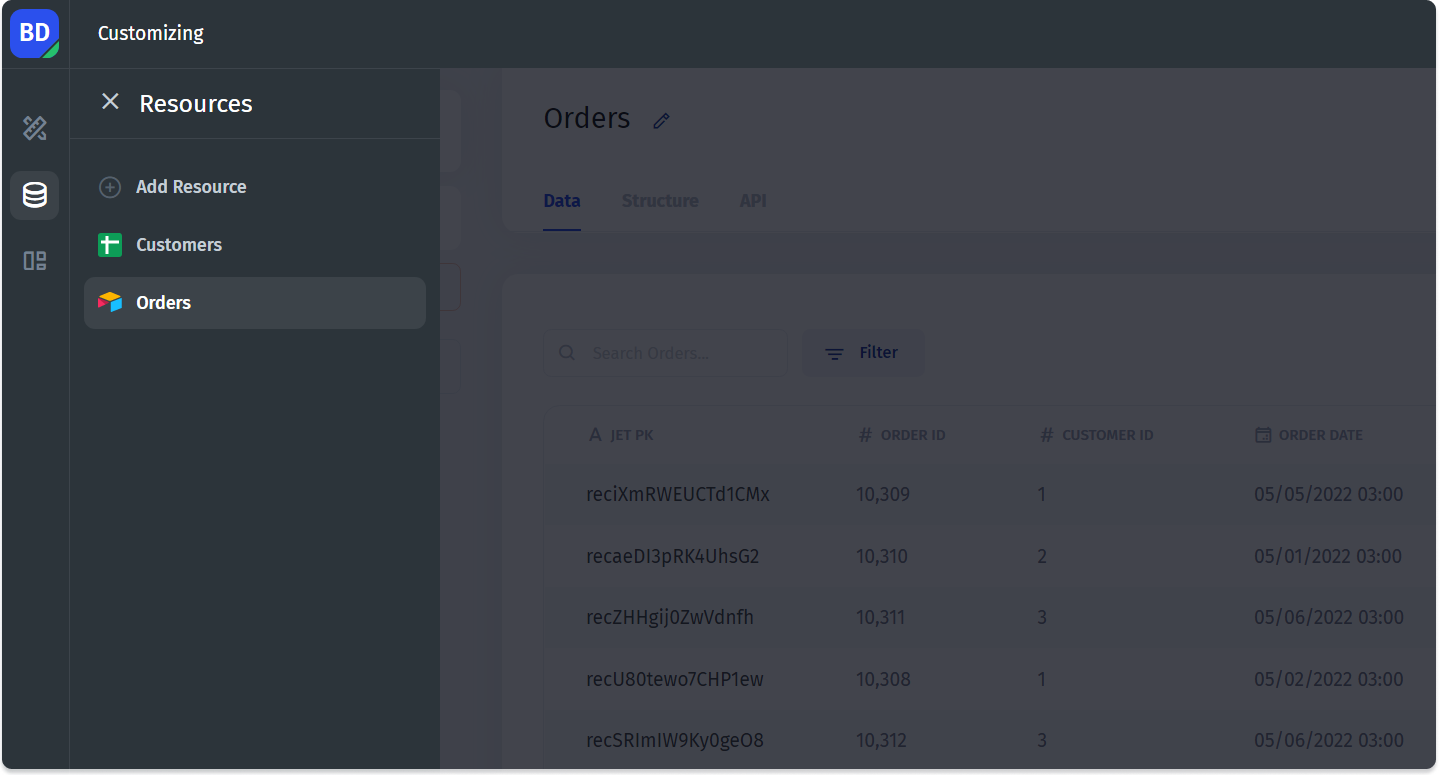 BD
Customizing
Resources
Add Resource
Customers
Orders
Orders
Data Structure API
Search Orders...
Filter
JET PK ORDER ID CUSTOMER ID ORDER DATE
reciXmRWEUCTd1CMx 10,309 1 05/05/2022 03:00
recaeDI3pRK4UhsG2 10,310 2 05/01/2022 03:00
recZHHgij0ZwVdnfh 10,311 3 05/06/2022 03:00
recU80tewo7CHP1ew 10,308 1 05/02/2022 03:00
recSRImIW9Ky0geO8 10,312 3 05/06/2022 03:00